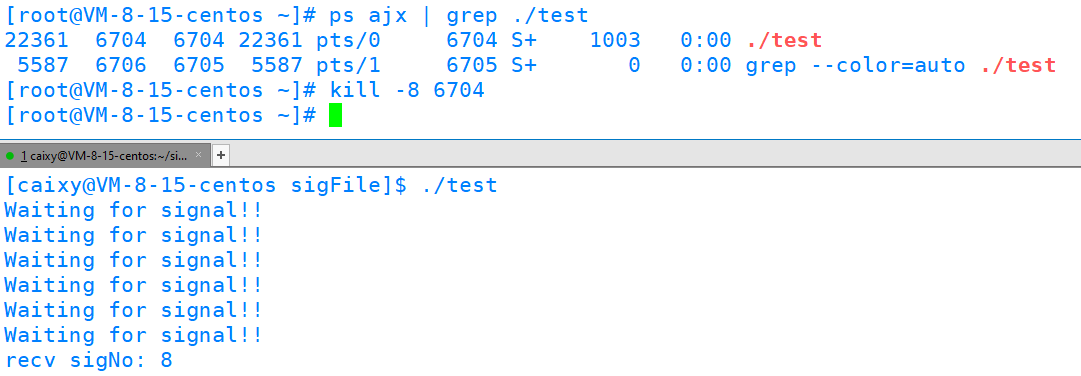 [root@VM-8-15-centos ~]# ps ajx | grep ./test
22361  6704  6704 22361 pts/0     6704 S+    1003   0:00 ./test
 5587  6706  6705  5587 pts/1     6705 S+       0   0:00 grep --color=auto ./test
[root@VM-8-15-centos ~]# kill -8 6704
[root@VM-8-15-centos ~]#
1 caixy@VM-8-15-centos:~/si... × +
[caixy@VM-8-15-centos sigFile]$ ./test
Waiting for signal!!
Waiting for signal!!
Waiting for signal!!
Waiting for signal!!
Waiting for signal!!
Waiting for signal!!
recv sigNo: 8